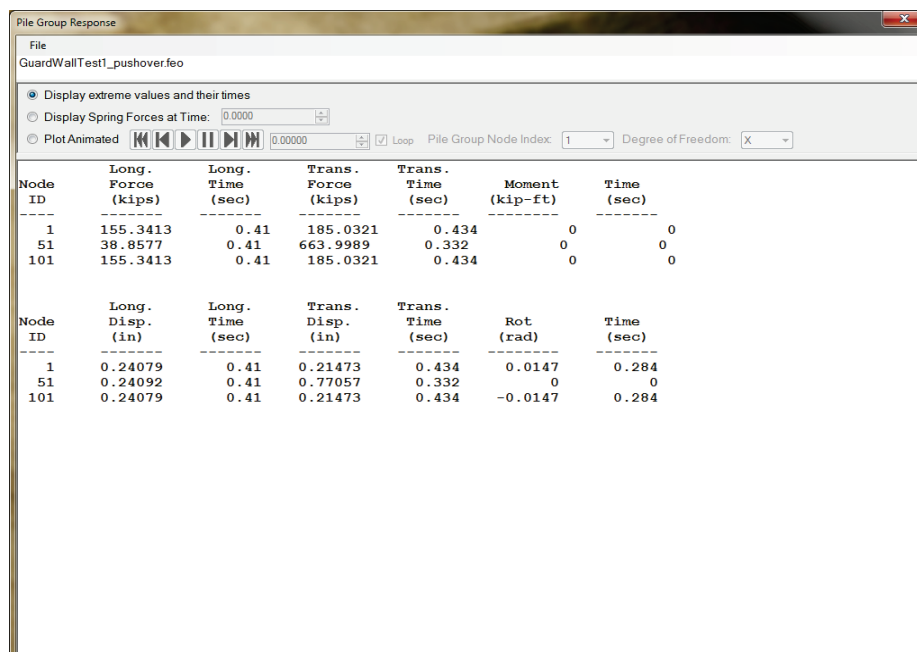 Pile Group Response
File
GuardWallTest1_pushover.feo
Display extreme values and their times
Display Spring Forces at Time: 0.0000
Plot Animated 0.00000 Loop Pile Group Node Index: 1 Degree of Freedom: X
Long. Long. Trans. Trans.
Node Force Time Force Time Moment Time
ID (kips) (sec) (kips) (sec) (kip-ft) (sec)
---- ------- ------- ------- ------- -------- -------
1 155.3413 0.41 185.0321 0.434 0 0
51 38.8577 0.41 663.9989 0.332 0 0
101 155.3413 0.41 185.0321 0.434 0 0
Long. Long. Trans. Trans.
Node Disp. Time Disp. Time Rot Time
ID (in) (sec) (in) (sec) (rad) (sec)
---- ------- ------- ------- ------- -------- -------
1 0.24079 0.41 0.21473 0.434 0.0147 0.284
51 0.24092 0.41 0.77057 0.332 0 0
101 0.24079 0.41 0.21473 0.434 -0.0147 0.284